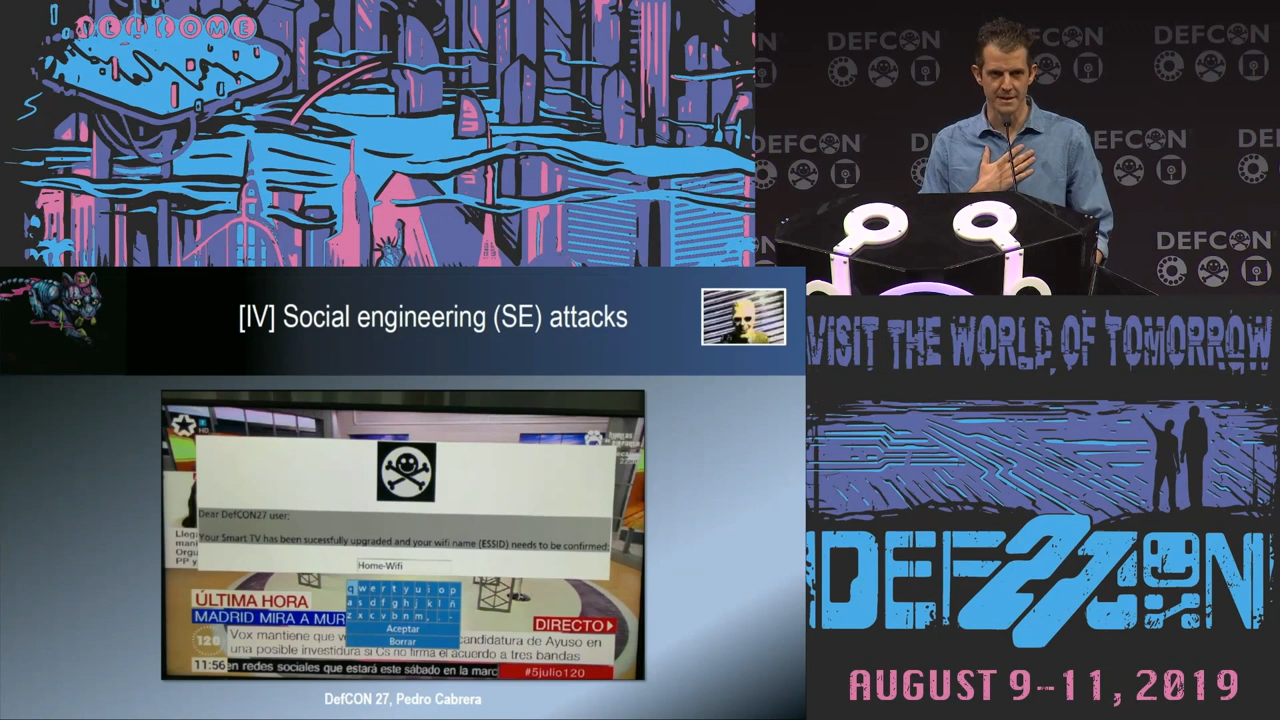 WELCOME
DEFCON
DEFCON
DEFCON
DEFCON
DEFCON
DEFCON
[IV] Social engineering (SE) attacks
VISIT THE WORLD OF TOMORROW
HD
Dear DefCON27 user:
Your Smart TV has been sucessfully upgraded and your wifi name (ESSID) needs to be confirmed:
Home-Wifi
q w e r t y u i o p
a s d f g h j k l ñ
z x c v b n m , . -
Aceptar
Borrar
ÚLTIMA HORA
MADRID MIRA A MUR
DIRECTO
120
Vox mantiene que v
candidatura de Ayuso en
una posible investidura si Cs no firma el acuerdo a tres bandas
11:56
en redes sociales que estará este sábado en la marc
#5julio120
DefCON 27, Pedro Cabrera
DEF27CON
AUGUST 9-11, 2019